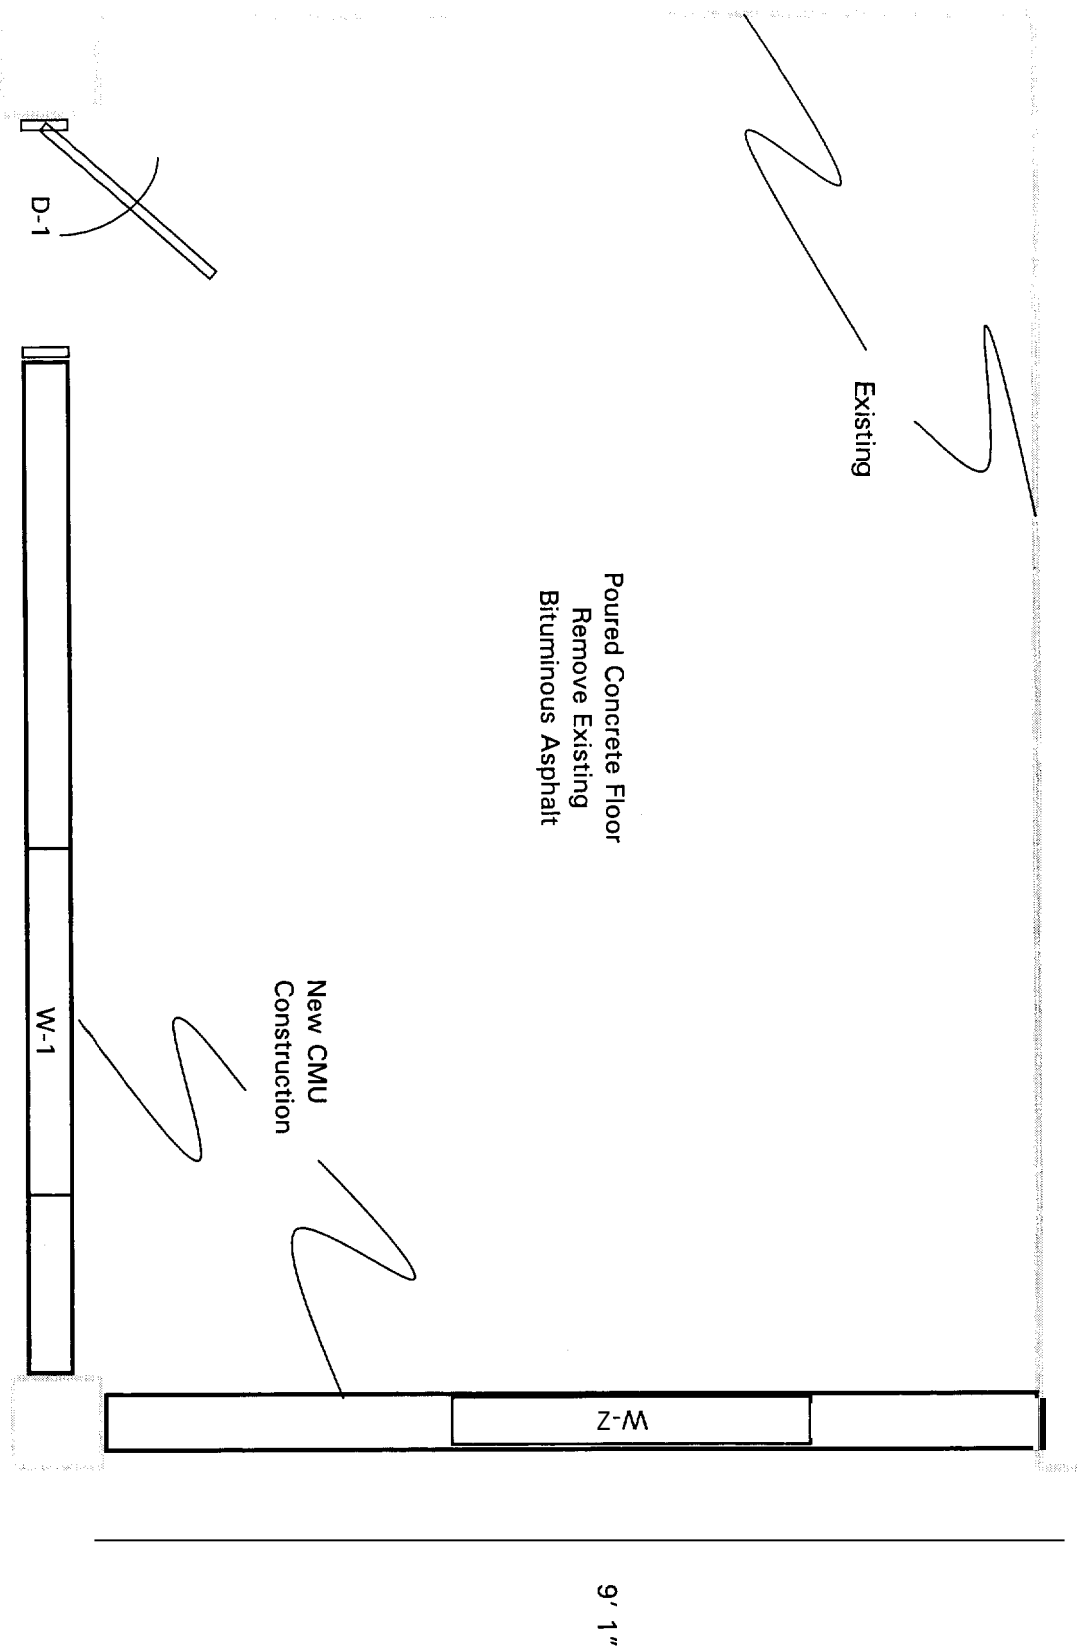 Existing
Poured Concrete Floor
Remove Existing
Bituminous Asphalt
9' 1"
W-2
New CMU
Construction
D-1
W-1